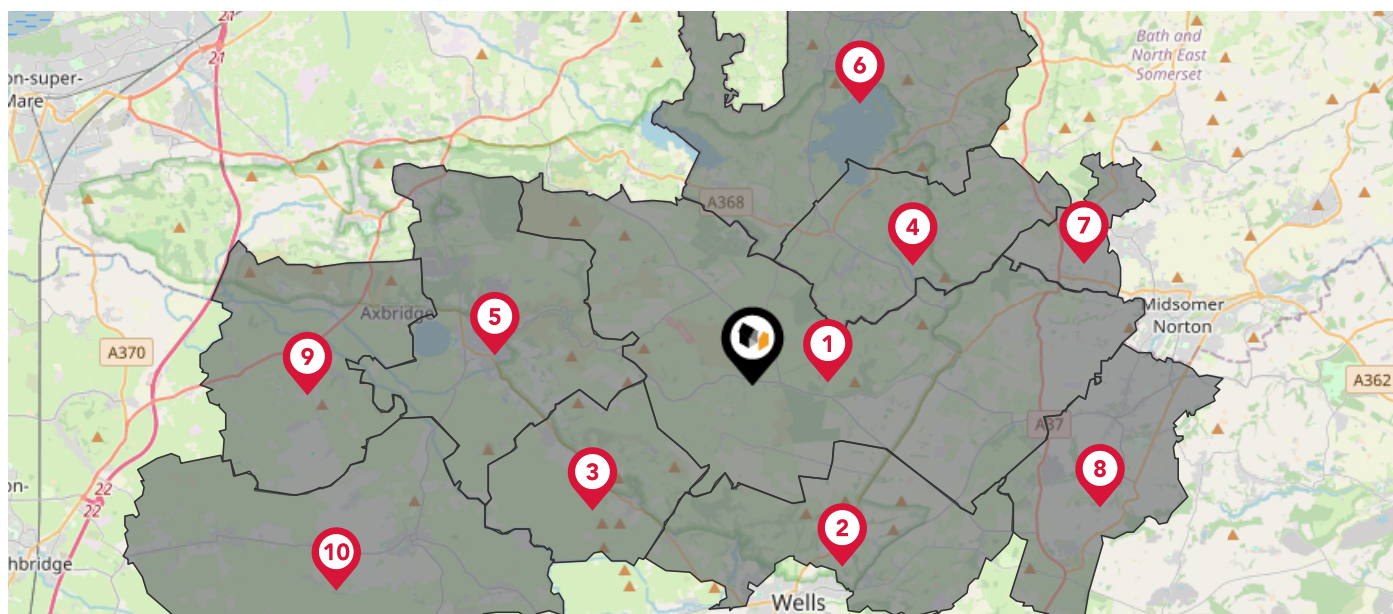 21
21
Bath and
North East
Somerset
6
on-super-
Mare
A368
4
7
Axbridge
5
Midsomer
Norton
1
A370
9
A362
A37
3
8
on-
22
22
2
10
hbridge
Wells